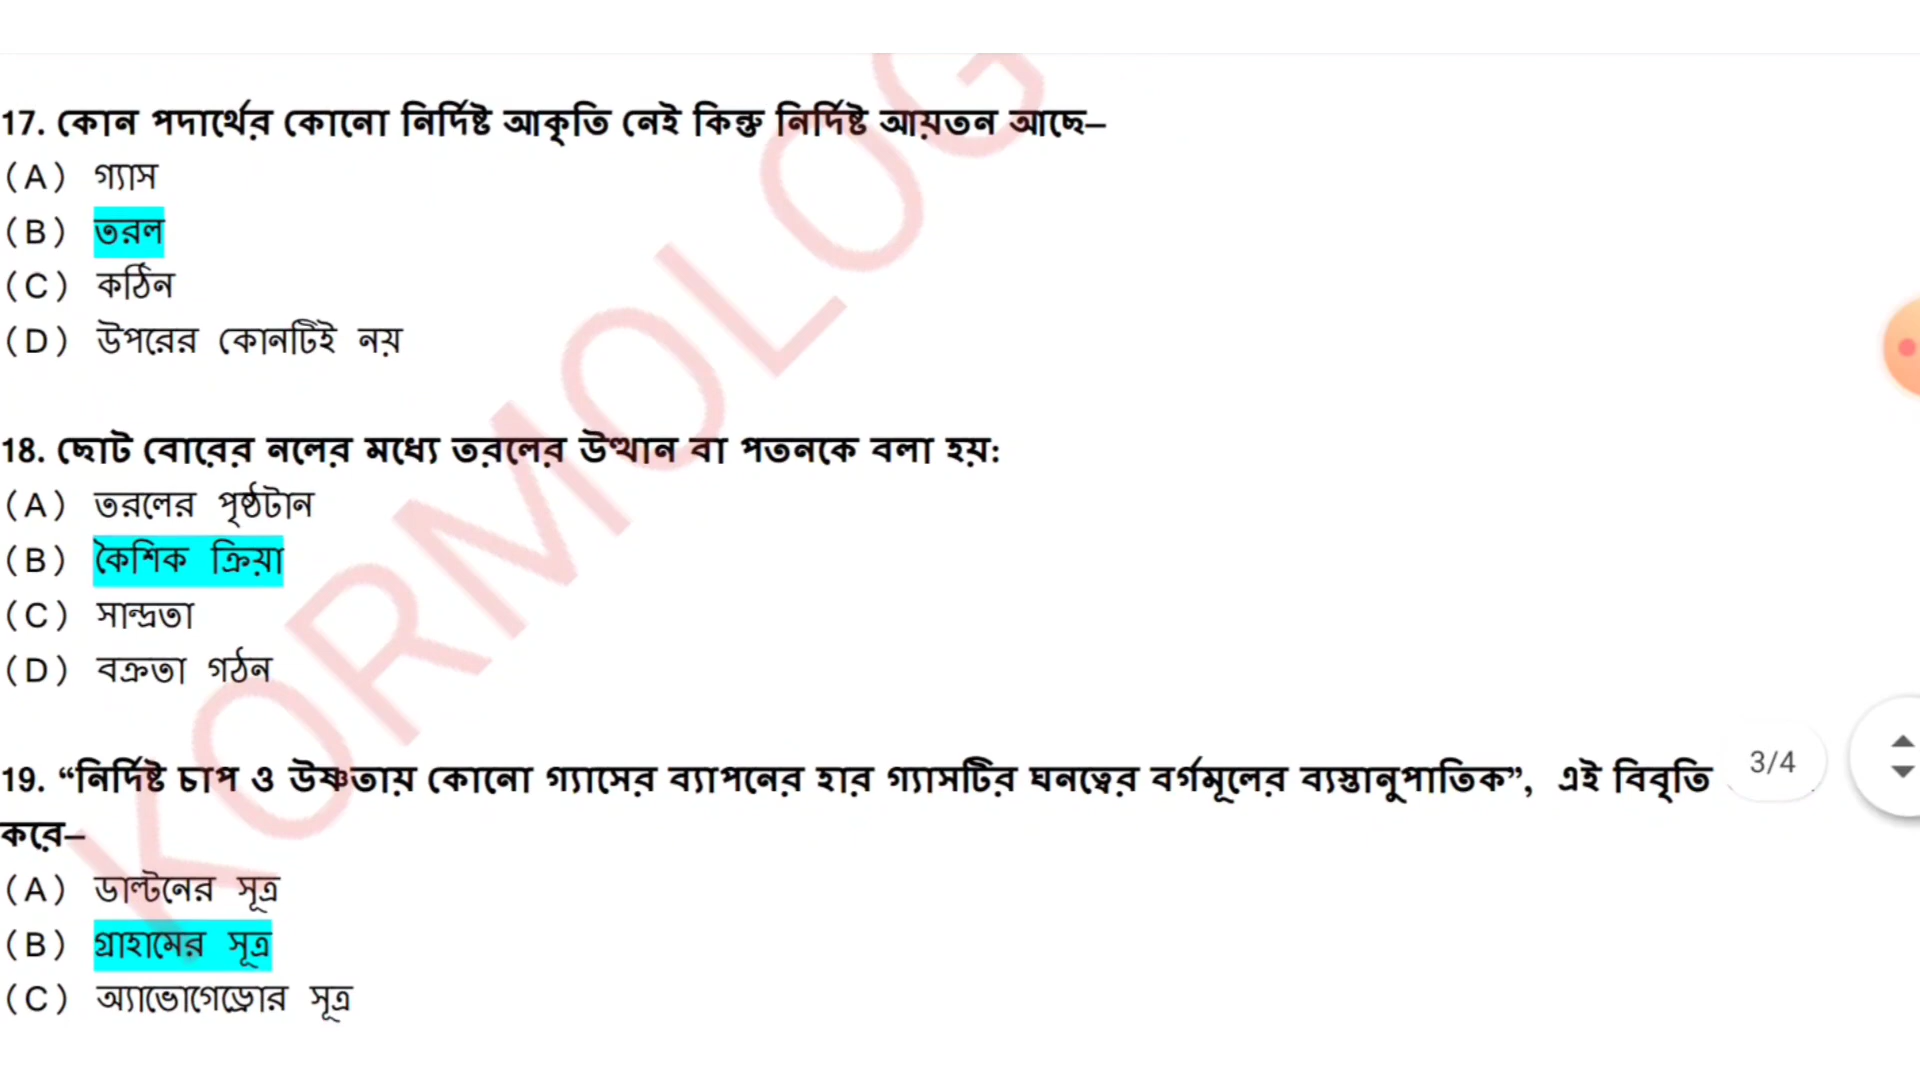 17. কোন পদার্থের কোনো নির্দিষ্ট আকৃতি নেই কিন্তু নির্দিষ্ট আয়তন আছে–
(A) গ্যাস
(B) তরল
(C) কঠিন
(D) উপরের কোনটিই নয়
18. ছোট বোরের নলের মধ্যে তরলের উত্থান বা পতনকে বলা হয়:
(A) তরলের পৃষ্ঠটান
(B) কৈশিক ক্রিয়া
(C) সান্দ্রতা
(D) বক্রতা গঠন
19. “নির্দিষ্ট চাপ ও উষ্ণতায় কোনো গ্যাসের ব্যাপনের হার গ্যাসটির ঘনত্বের বর্গমূলের ব্যস্তানুপাতিক”, এই বিবৃতি
করে–
(A) ডাল্টনের সূত্র
(B) গ্রাহামের সূত্র
(C) অ্যাভোগেড্রোর সূত্র
3/4
KORMOLOG